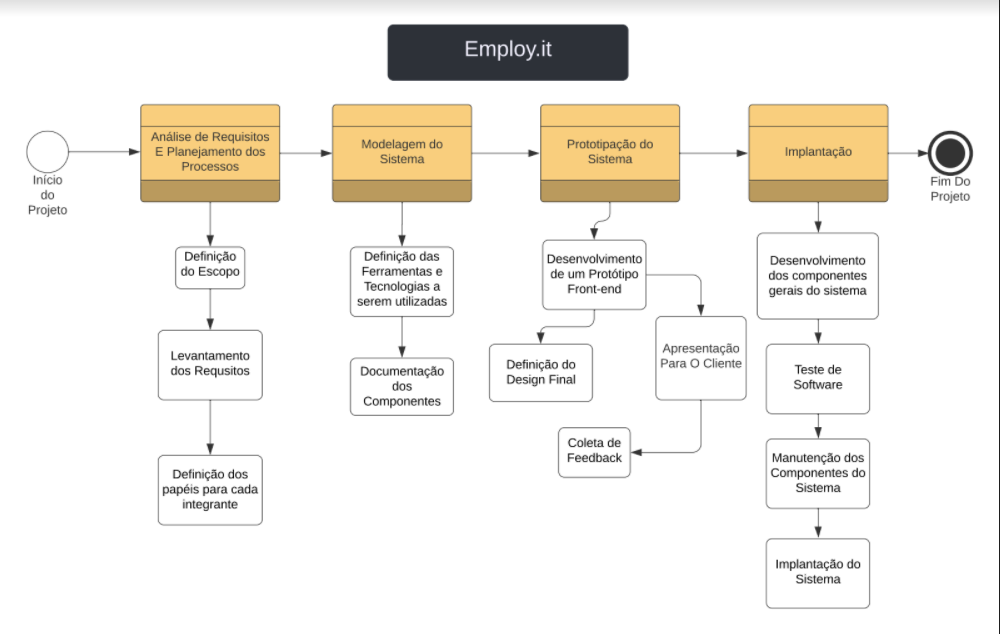 Employ.it
Início
do
Projeto
Análise de Requisitos
E Planejamento dos
Processos
Modelagem do
Sistema
Prototipação do
Sistema
Implantação
Fim Do
Projeto
Definição
do Escopo
Levantamento
dos Requsitos
Definição dos
papéis para cada
integrante
Definição das
Ferramentas e
Tecnologias a
serem utilizadas
Documentação
dos
Componentes
Desenvolvimento
de um Protótipo
Front-end
Definição do
Design Final
Apresentação
Para O Cliente
Coleta de
Feedback
Desenvolvimento
dos componentes
gerais do sistema
Teste de
Software
Manutenção dos
Componentes do
Sistema
Implantação do
Sistema